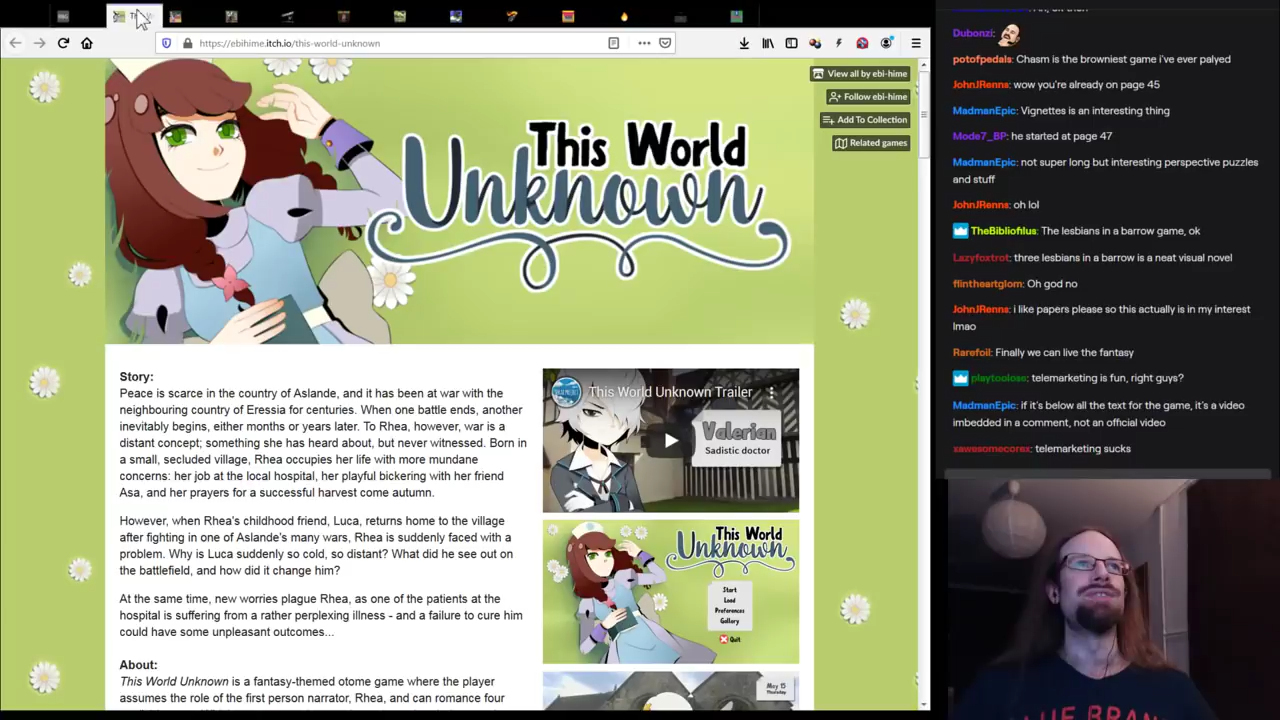 https://ebihime.itch.io/this-world-unknown
View all by ebi-hime
Follow ebi-hime
Add To Collection
Related games
This World
Unknown
Story:
Peace is scarce in the country of Aslande, and it has been at war with the
neighbouring country of Eressia for centuries. When one battle ends, another
inevitably begins, either months or years later. To Rhea, however, war is a
distant concept; something she has heard about, but never witnessed. Born in
a small, secluded village, Rhea occupies her life with more mundane
concerns: her job at the local hospital, her playful bickering with her friend
Asa, and her prayers for a successful harvest come autumn.
However, when Rhea's childhood friend, Luca, returns home to the village
after fighting in one of Aslande's many wars, Rhea is suddenly faced with a
problem. Why is Luca suddenly so cold, so distant? What did he see out on
the battlefield, and how did it change him?
At the same time, new worries plague Rhea, as one of the patients at the
hospital is suffering from a rather perplexing illness - and a failure to cure him
could have some unpleasant outcomes...
About:
This World Unknown is a fantasy-themed otome game where the player
assumes the role of the first person narrator, Rhea, and can romance four
This World Unknown Trailer
Valerian
Sadistic doctor
This World
Unknown
Start
Load
Preferences
Gallery
Quit
May 15
Thursday
Dubonzi:
potofpedals: Chasm is the browniest game i've ever palyed
JohnJRenns: wow you're already on page 45
MadmanEpic: Vignettes is an interesting thing
Mode7_BP: he started at page 47
MadmanEpic: not super long but interesting perspective puzzles
and stuff
JohnJRenns: oh lol
TheBibliofilus: The lesbians in a barrow game, ok
Lazyfoxtrot: three lesbians in a barrow is a neat visual novel
flintheartglom: Oh god no
JohnJRenns: i like papers please so this actually is in my interest
lmao
Rarefoil: Finally we can live the fantasy
playtooloss: telemarketing is fun, right guys?
MadmanEpic: if it's below all the text for the game, it's a video
imbedded in a comment, not an official video
xawesomecorex: telemarketing sucks
BLUE BRAN